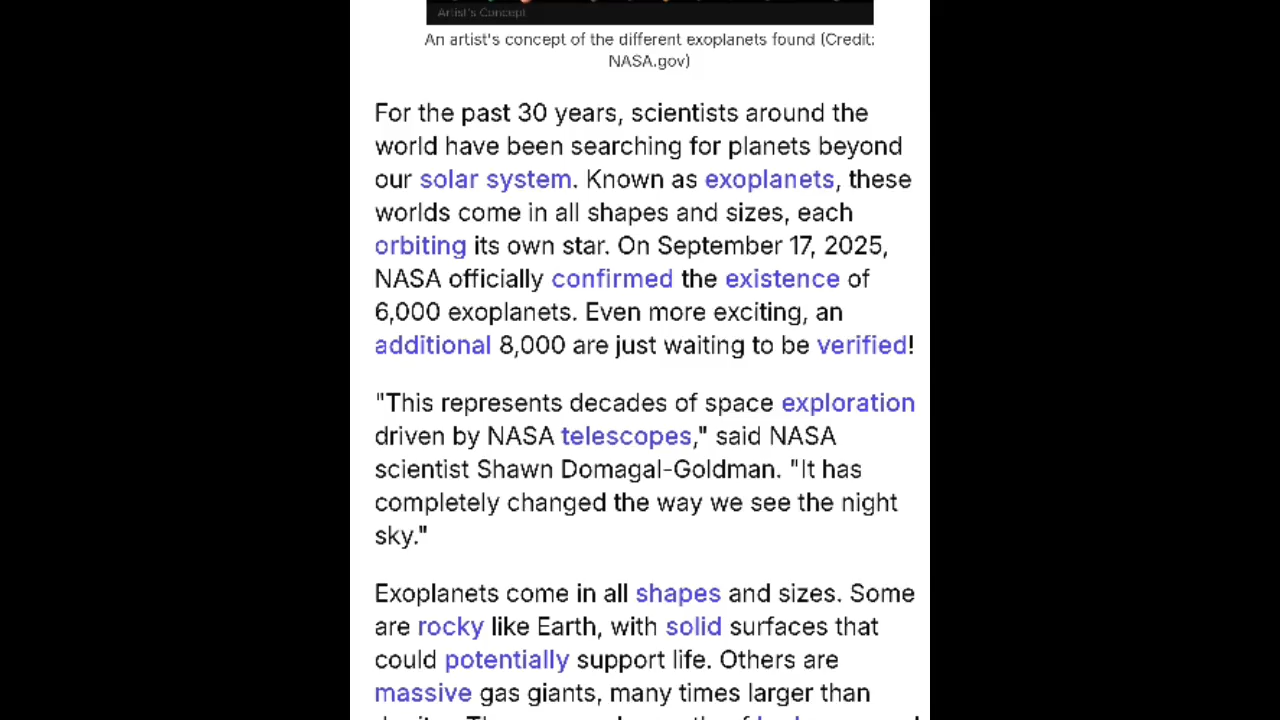 Artist's Concept
An artist's concept of the different exoplanets found (Credit:
NASA.gov)
For the past 30 years, scientists around the
world have been searching for planets beyond
our solar system. Known as exoplanets, these
worlds come in all shapes and sizes, each
orbiting its own star. On September 17, 2025,
NASA officially confirmed the existence of
6,000 exoplanets. Even more exciting, an
additional 8,000 are just waiting to be verified!
"This represents decades of space exploration
driven by NASA telescopes," said NASA
scientist Shawn Domagal-Goldman. "It has
completely changed the way we see the night
sky."
Exoplanets come in all shapes and sizes. Some
are rocky like Earth, with solid surfaces that
could potentially support life. Others are
massive gas giants, many times larger than